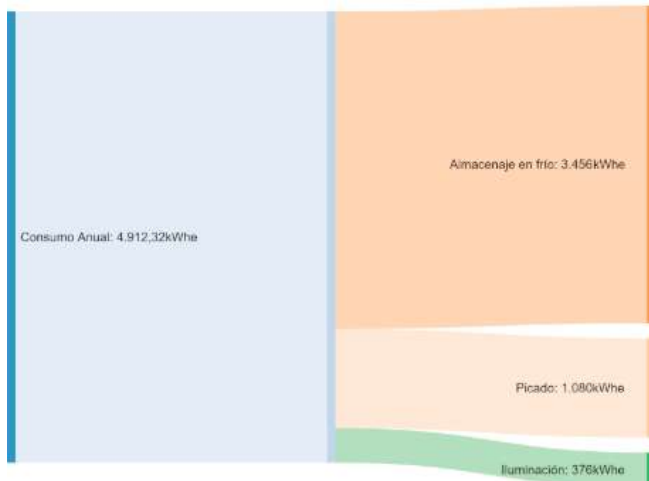 Almacenaje en frío: 3.456kWhe
Consumo Anual: 4.912,32kWhe
Picado: 1.080kWhe
Iluminación: 376kWhe